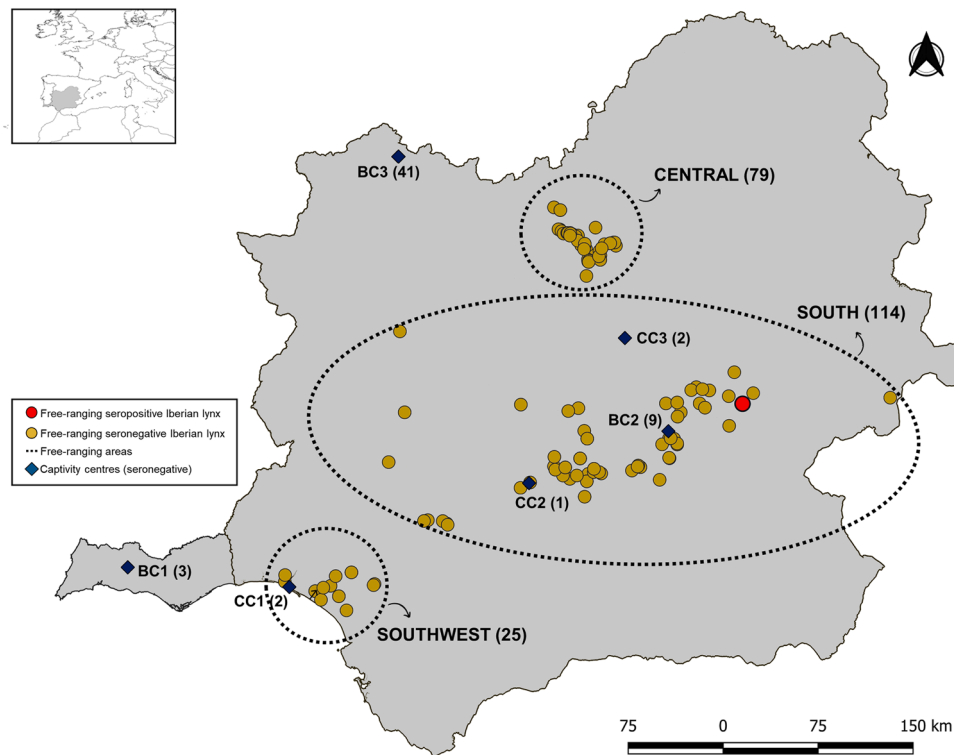 BC3 (41)
CENTRAL (79)
SOUTH (114)
CC3 (2)
Free-ranging seropositive Iberian lynx
Free-ranging seronegative Iberian lynx
Free-ranging areas
Captivity centres (seronegative)
BC2 (9)
CC2 (1)
BC1 (3)
CC1 (2)
SOUTHWEST (25)
75 0 75 150 km